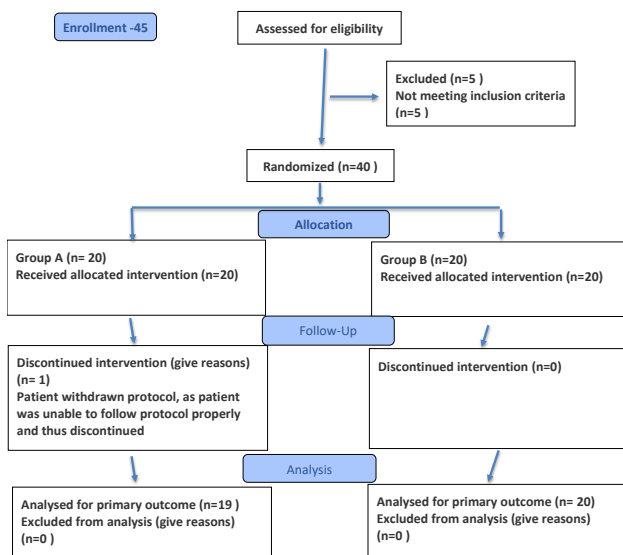 Enrollment -45
Assessed for eligibility
Excluded (n=5 )
Not meeting inclusion criteria
(n=5 )
Randomized (n=40 )
Allocation
Group A (n= 20)
Received allocated intervention (n=20)
Group B (n=20)
Received allocated intervention (n=20)
Follow-Up
Discontinued intervention (give reasons)
(n= 1)
Patient withdrawn protocol, as patient
was unable to follow protocol properly
and thus discontinued
Discontinued intervention (n=0)
Analysis
Analysed for primary outcome (n=19 )
Excluded from analysis (give reasons)
(n=0 )
Analysed for primary outcome (n= 20)
Excluded from analysis (give reasons)
(n=0 )